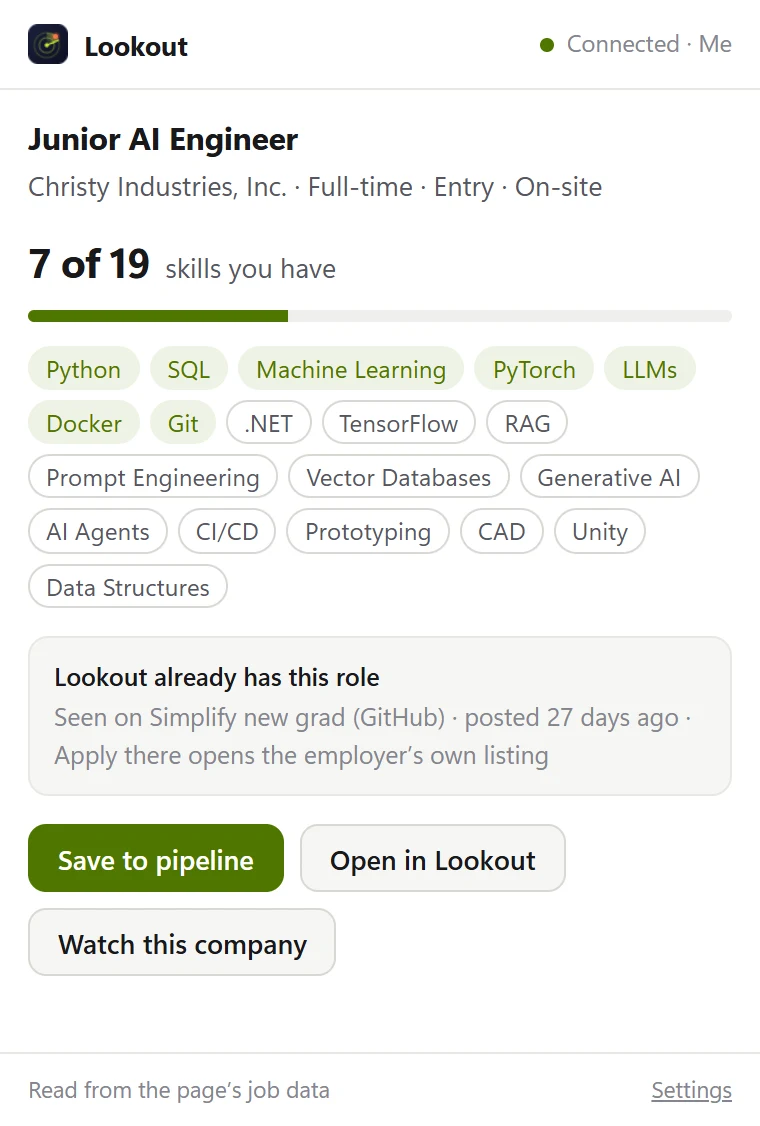 Lookout
Connected · Me
Junior AI Engineer
Christy Industries, Inc. · Full-time · Entry · On-site
7 of 19 skills you have
Python SQL Machine Learning PyTorch LLMs
Docker Git .NET TensorFlow RAG
Prompt Engineering Vector Databases Generative AI
AI Agents CI/CD Prototyping CAD Unity
Data Structures
Lookout already has this role
Seen on Simplify new grad (GitHub) · posted 27 days ago ·
Apply there opens the employer’s own listing
Save to pipeline Open in Lookout
Watch this company
Read from the page’s job data Settings